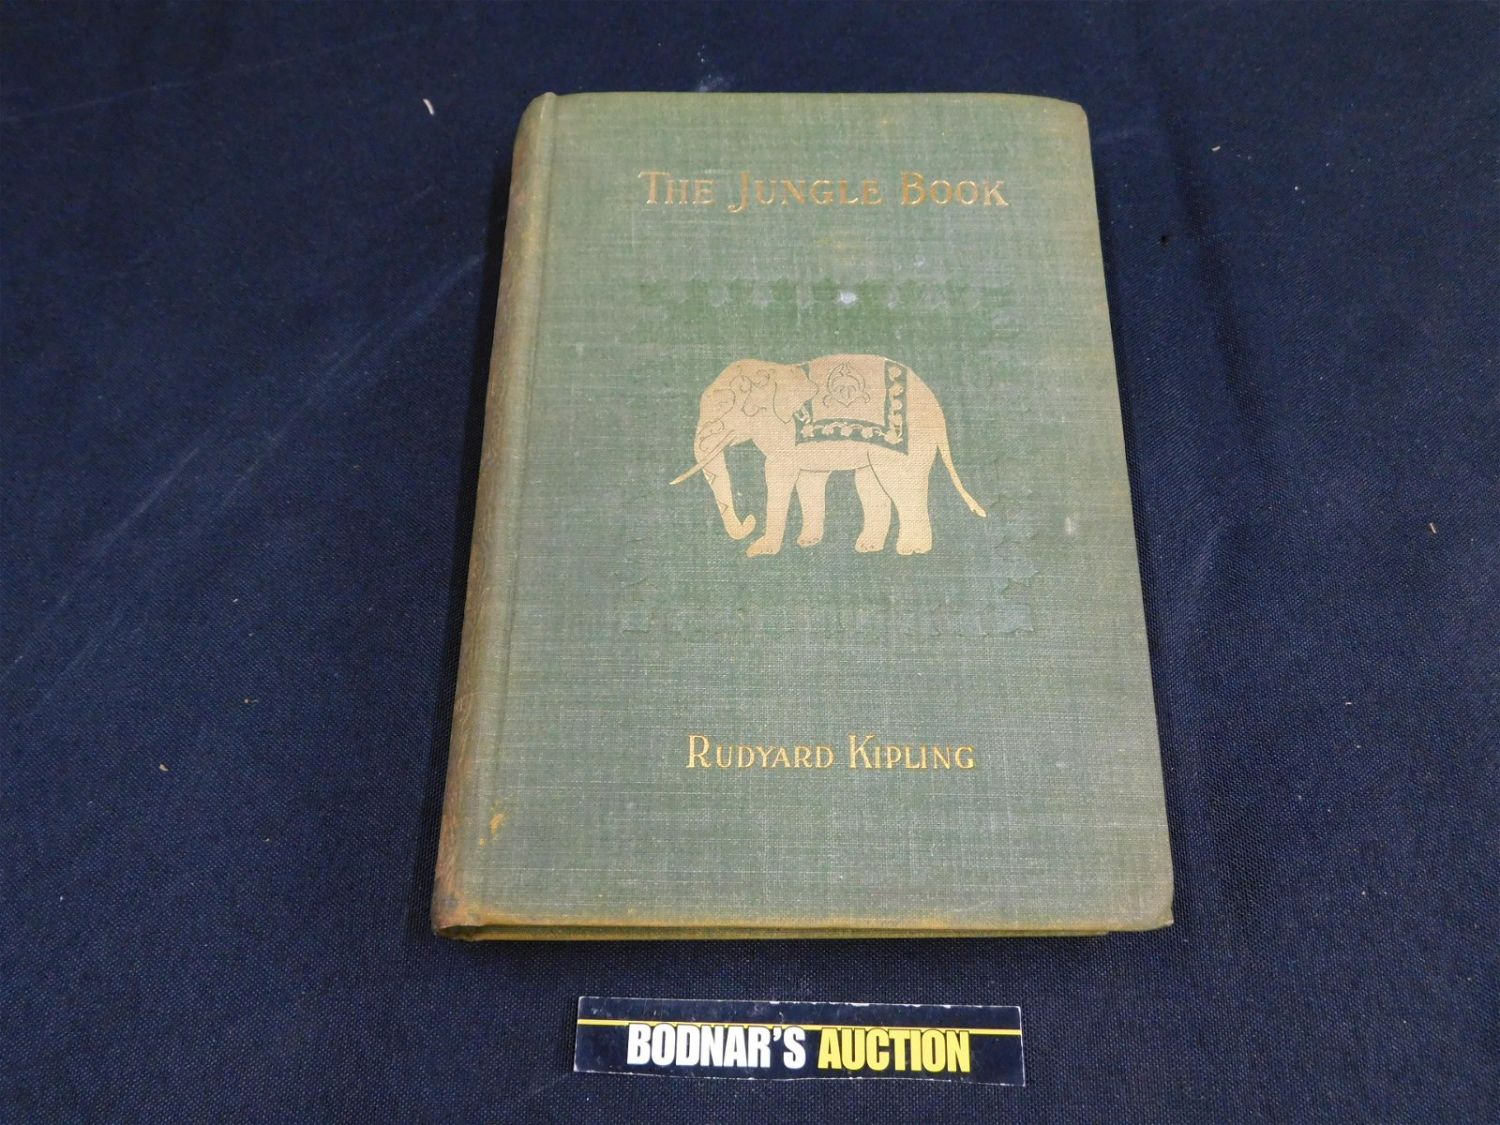 THE JUNGLE BOOK
RUDYARD KIPLING
BODNAR'S AUCTION